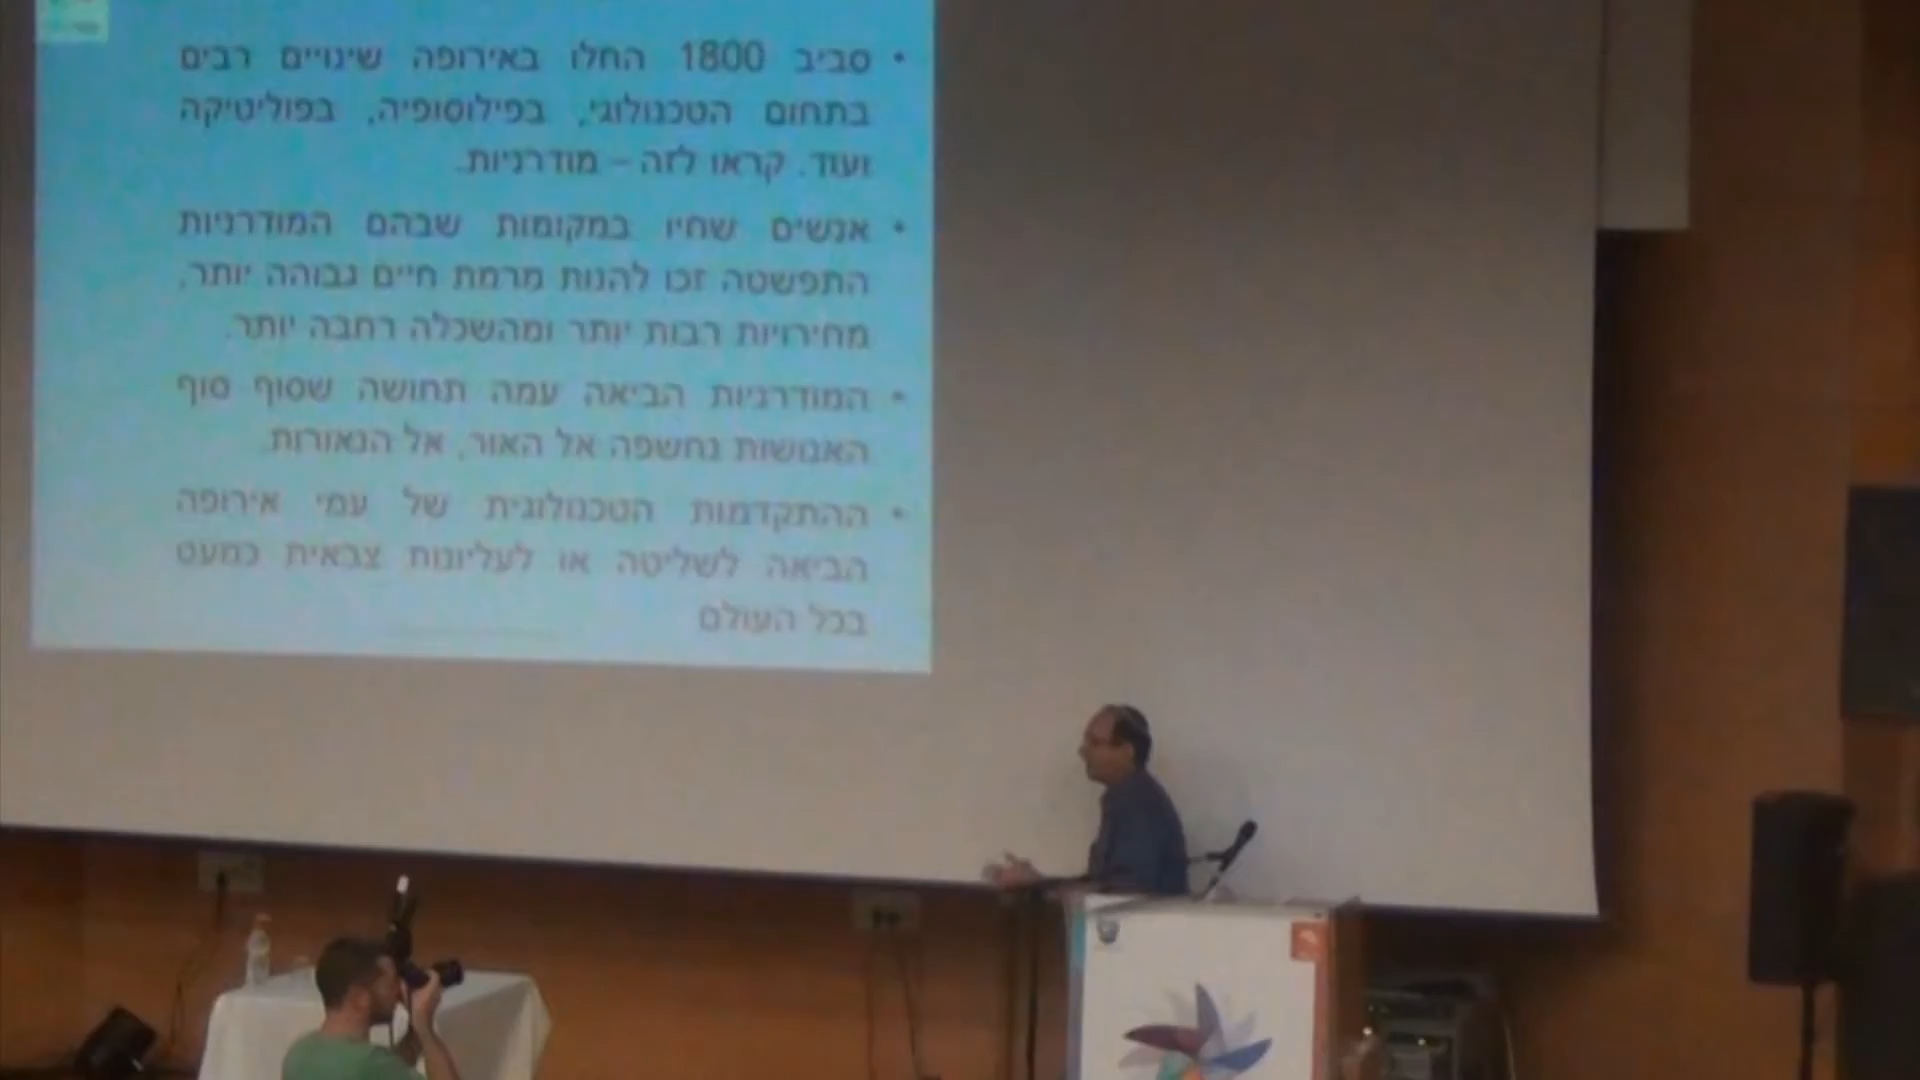 • סביב 1800 החלו באירופה שינויים רבים
בתחום הטכנולוגי, בפילוסופיה, בפוליטיקה
ועוד. קראו לזה – מודרניות.
• אנשים שחיו במקומות שבהם המודרניות
התפשטה זכו להנות מרמת חיים גבוהה יותר,
מחירויות רבות יותר ומהשכלה רחבה יותר.
• המודרניות הביאה עמה תחושה שסוף סוף
האנושות נחשפה אל האור, אל הנאורות.
• ההתקדמות הטכנולוגית של עמי אירופה
הביאה לשליטה או לעליונות צבאית כמעט
בכל העולם